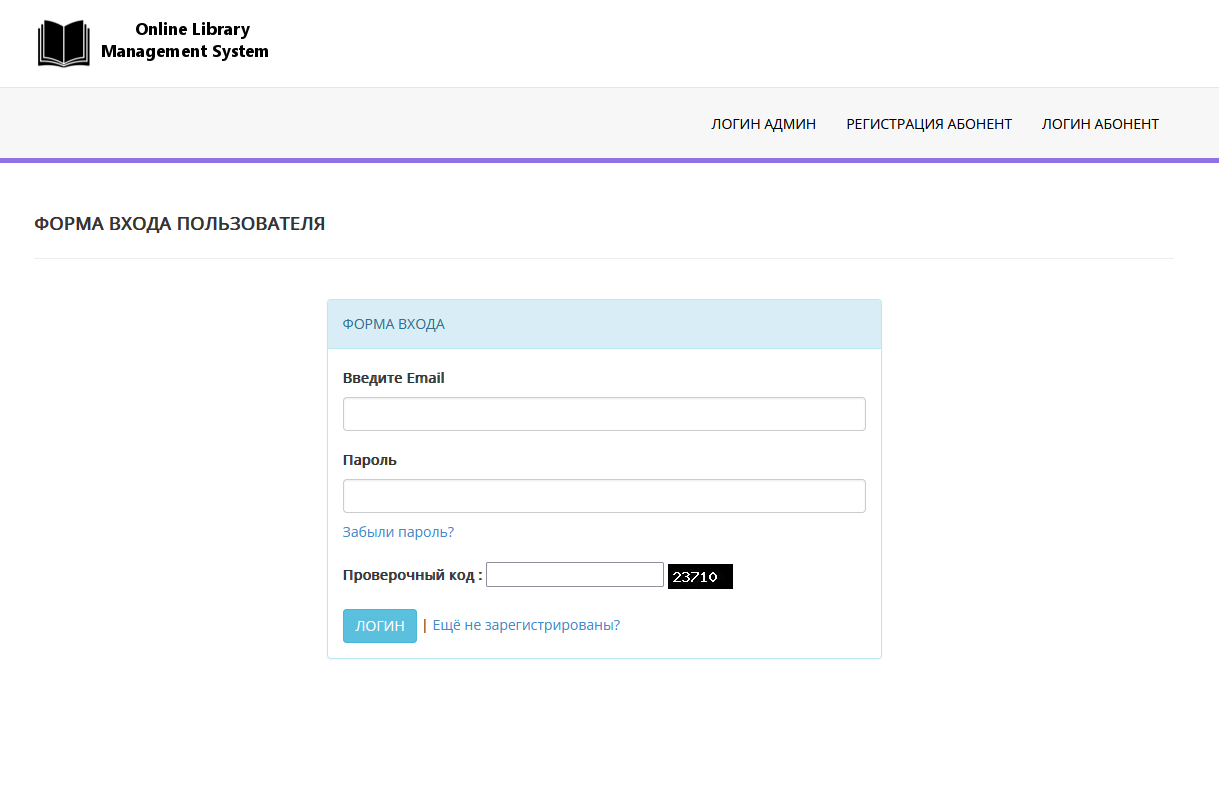 Online Library
Management System
ЛОГИН АДМИН РЕГИСТРАЦИЯ АБОНЕНТ ЛОГИН АБОНЕНТ
ФОРМА ВХОДА ПОЛЬЗОВАТЕЛЯ
ФОРМА ВХОДА
Введите Email
Пароль
Забыли пароль?
Проверочный код : 23710
ЛОГИН | Ещё не зарегистрированы?